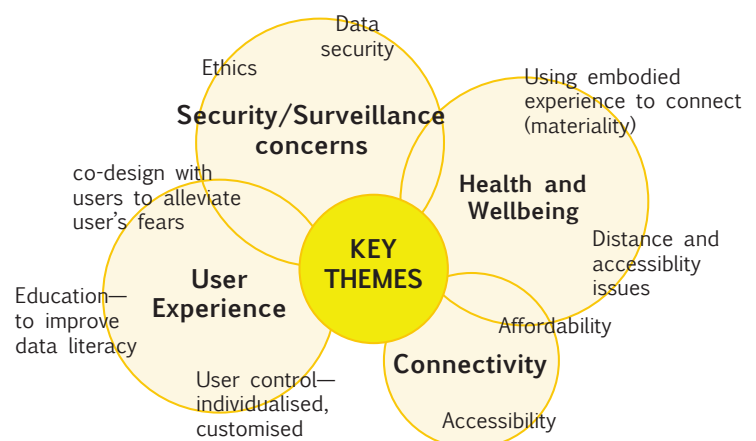 Data
security
Ethics
Security/Surveillance
concerns
Using embodied
experience to connect
(materiality)
co-design with
users to alleviate
user's fears
Health and
Wellbeing
KEY
THEMES
Distance and
accessiblity
issues
User
Experience
Education—
to improve
data literacy
Affordability
Connectivity
User control—
individualised,
customised
Accessibility